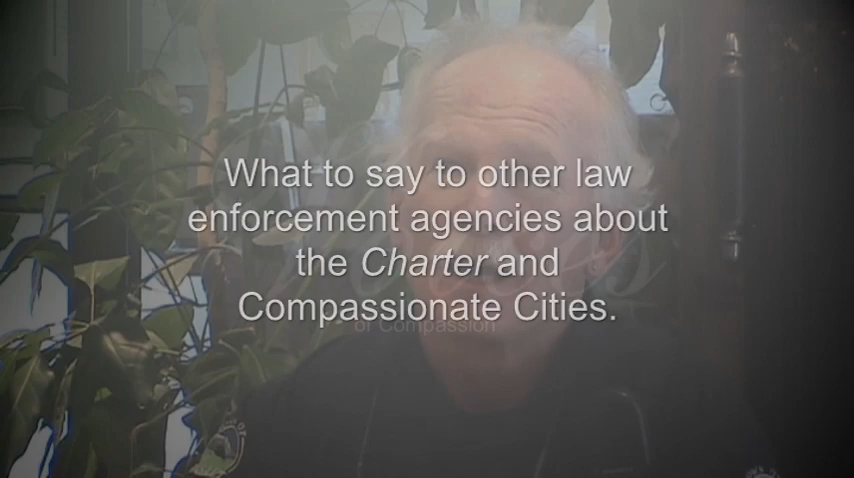 What to say to other law
enforcement agencies about
the Charter and
Compassionate Cities.
of Compassion